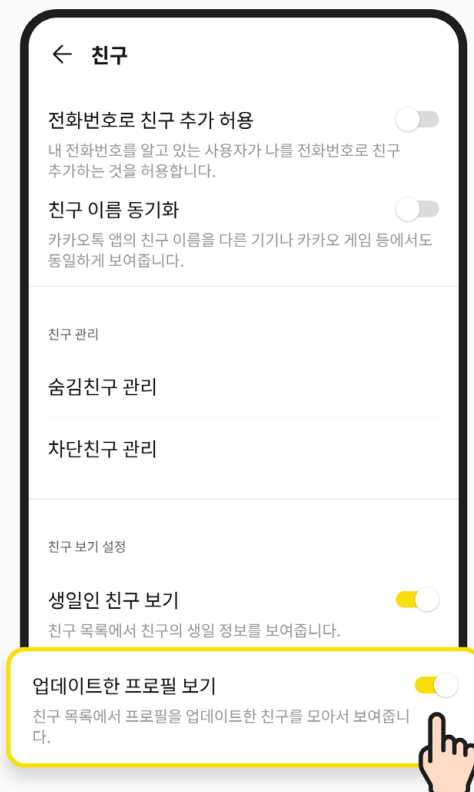 친구
전화번호로 친구 추가 허용
내 전화번호를 알고 있는 사용자가 나를 전화번호로 친구
추가하는 것을 허용합니다.
친구 이름 동기화
카카오톡 앱의 친구 이름을 다른 기기나 카카오 게임 등에서도
동일하게 보여줍니다.
친구 관리
숨김친구 관리
차단친구 관리
친구 보기 설정
생일인 친구 보기
친구 목록에서 친구의 생일 정보를 보여줍니다.
업데이트한 프로필 보기
친구 목록에서 프로필을 업데이트한 친구를 모아서 보여줍니
다.